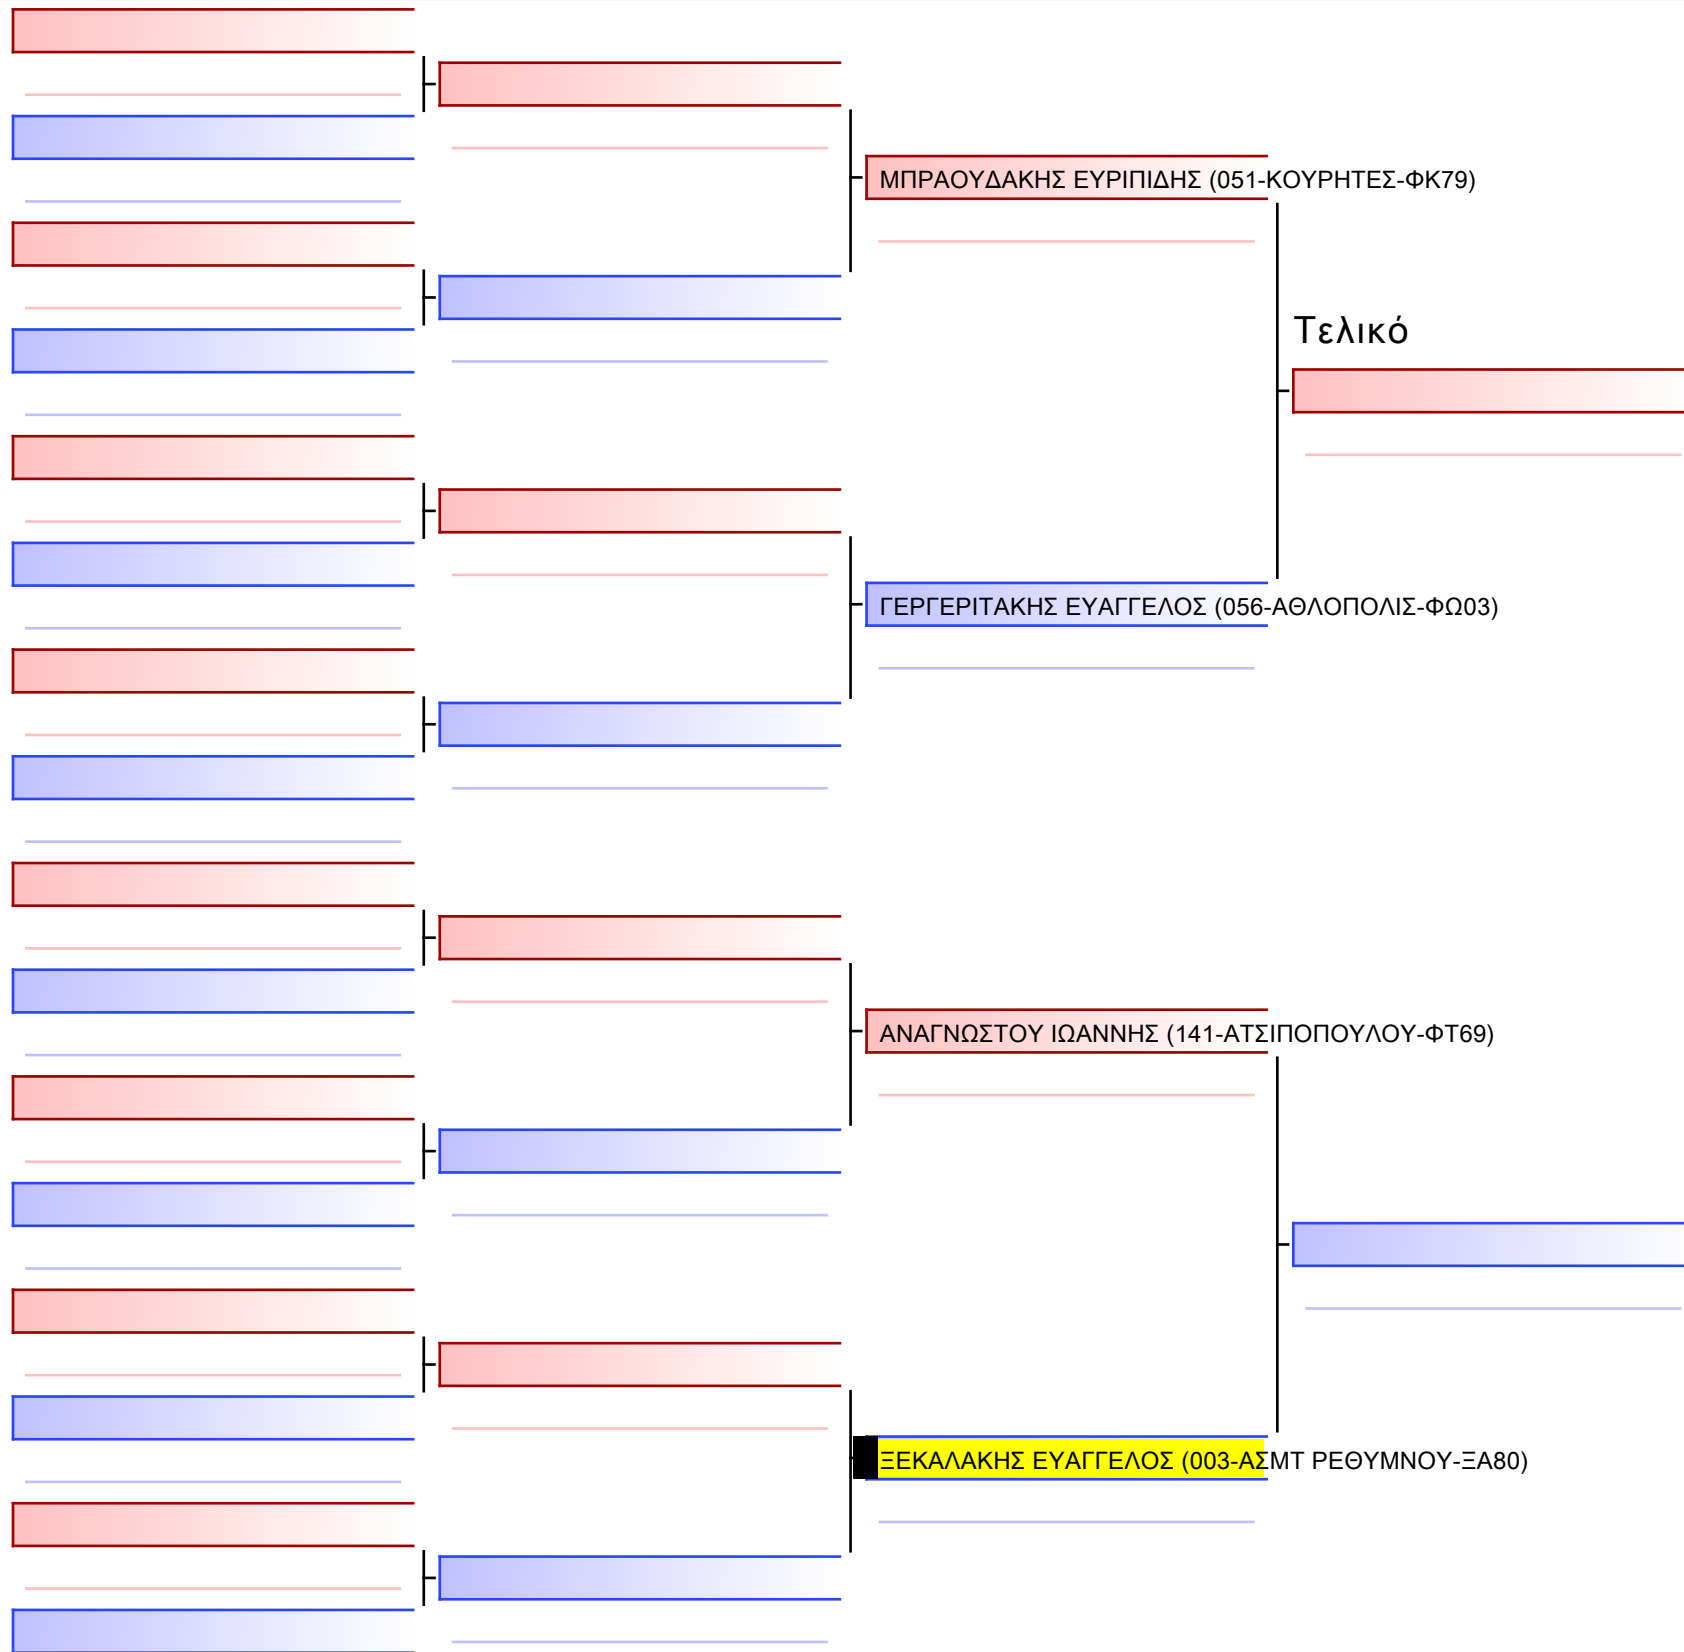 ΜΠΡΑΟΥΔΑΚΗΣ ΕΥΡΙΠΙΔΗΣ (051-ΚΟΥΡΗΤΕΣ-ΦΚ79)
Τελικό
ΓΕΡΓΕΡΙΤΑΚΗΣ ΕΥΑΓΓΕΛΟΣ (056-ΑΘΛΟΠΟΛΙΣ-ΦΩ03)
ΑΝΑΓΝΩΣΤΟΥ ΙΩΑΝΝΗΣ (141-ΑΤΣΙΠΟΠΟΥΛΟΥ-ΦΤ69)
ΞΕΚΑΛΑΚΗΣ ΕΥΑΓΓΕΛΟΣ (003-ΑΣΜΤ ΡΕΘΥΜΝΟΥ-ΞΑ80)